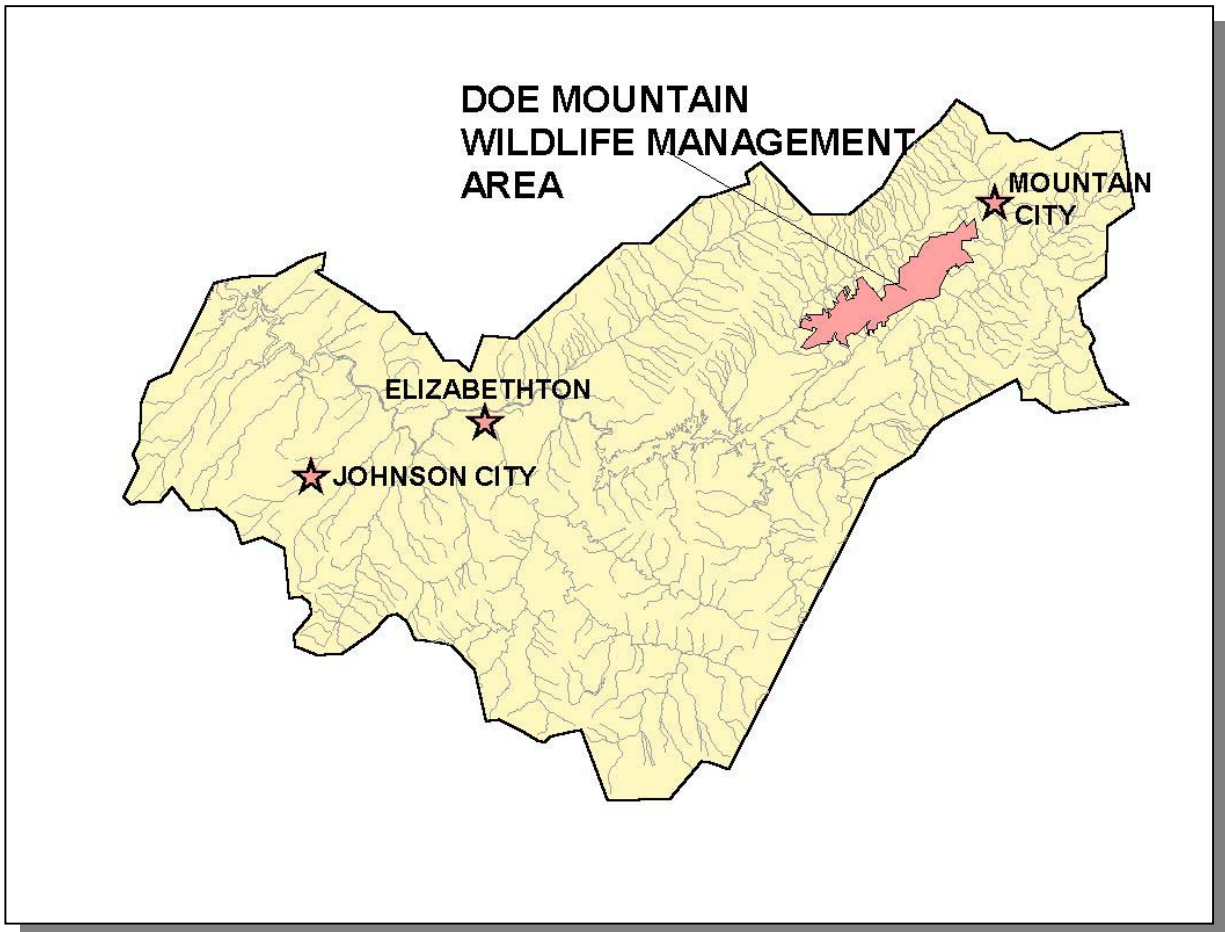 DOE MOUNTAIN
WILDLIFE MANAGEMENT
AREA
MOUNTAIN
CITY
ELIZABETHTON
JOHNSON CITY